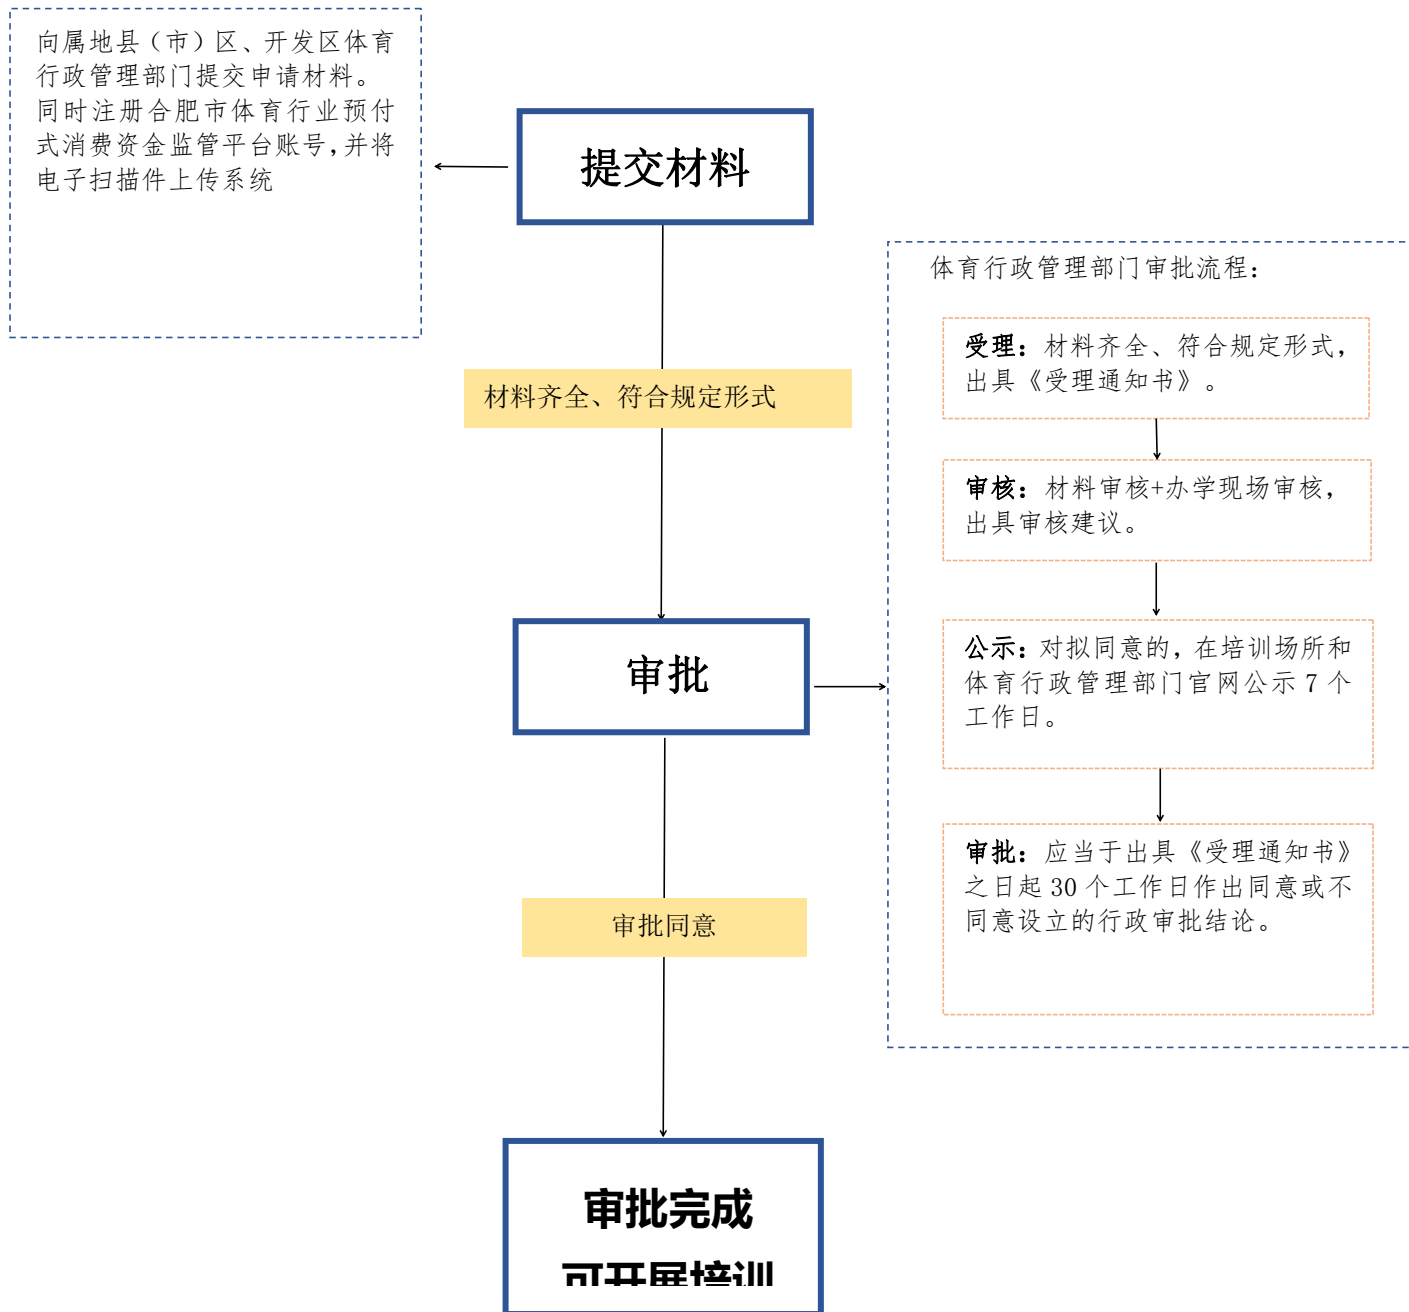 向属地县（市）区、开发区体育
行政管理部门提交申请材料。
同时注册合肥市体育行业预付
式消费资金监管平台账号，并将
电子扫描件上传系统
提交材料
材料齐全、符合规定形式
审批
体育行政管理部门审批流程：
受理：材料齐全、符合规定形式，
出具《受理通知书》。
审核：材料审核+办学现场审核，
出具审核建议。
公示：对拟同意的，在培训场所和
体育行政管理部门官网公示 7 个
工作日。
审批：应当于出具《受理通知书》
之日起 30 个工作日作出同意或不
同意设立的行政审批结论。
审批同意
审批完成
可开展培训